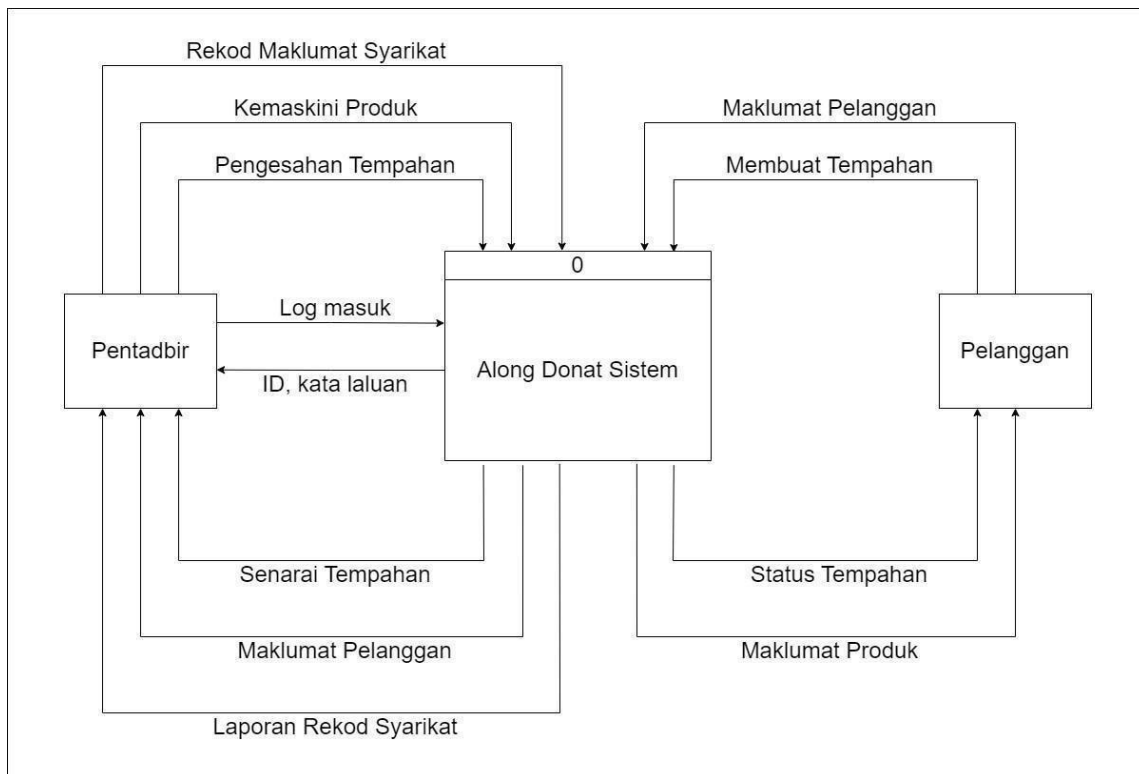 Rekod Maklumat Syarikat
Kemaskini Produk
Maklumat Pelanggan
Pengesahan Tempahan
Membuat Tempahan
0
Log masuk
Pentadbir
Along Donat Sistem
Pelanggan
ID, kata laluan
Senarai Tempahan
Status Tempahan
Maklumat Pelanggan
Maklumat Produk
Laporan Rekod Syarikat